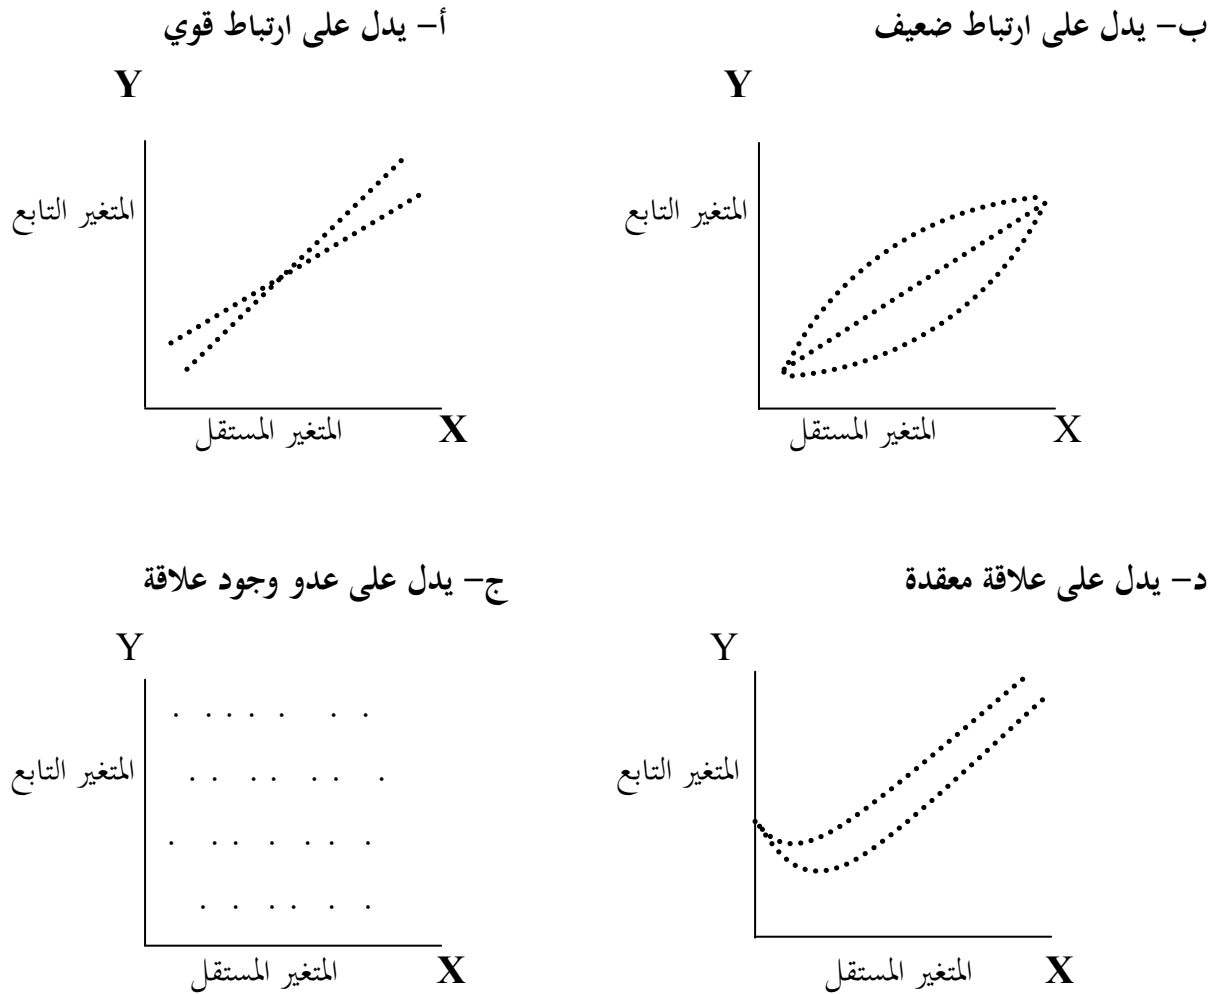 أ– يدل على ارتباط قوي
Y
المتغير التابع
المتغير المستقل
X
ب– يدل على ارتباط ضعيف
Y
المتغير التابع
المتغير المستقل
X
ج– يدل على عدو وجود علاقة
Y
المتغير التابع
المتغير المستقل
X
د– يدل على علاقة معقدة
Y
المتغير التابع
المتغير المستقل
X